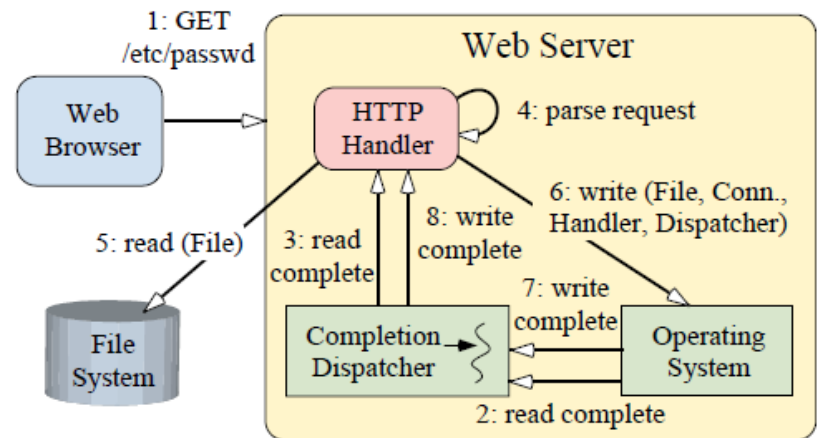 1: GET
/etc/passwd
Web Server
Web
Browser
HTTP
Handler
4: parse request
5: read (File)
3: read
complete
8: write
complete
6: write (File, Conn.,
Handler, Dispatcher)
7: write
complete
File
System
Completion
Dispatcher
Operating
System
2: read complete